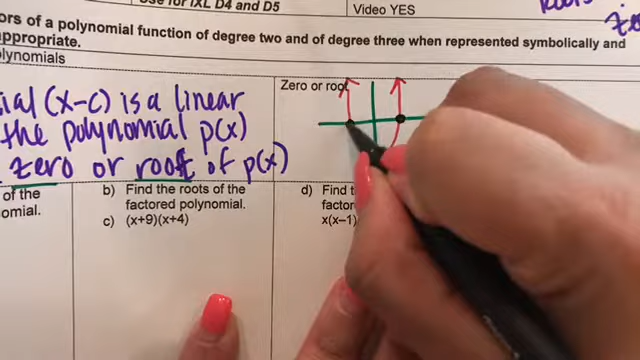 Use for IXL D4 and D5
Video YES
ors of a polynomial function of degree two and of degree three when represented symbolically and
appropriate.
lynomials
ial (x-c) is a linear
the polynomial p(x)
zero or root of p(x)
Zero or root
of the
omial.
b) Find the roots of the
factored polynomial.
c) (x+9)(x+4)
d) Find t
factor
x(x–1)